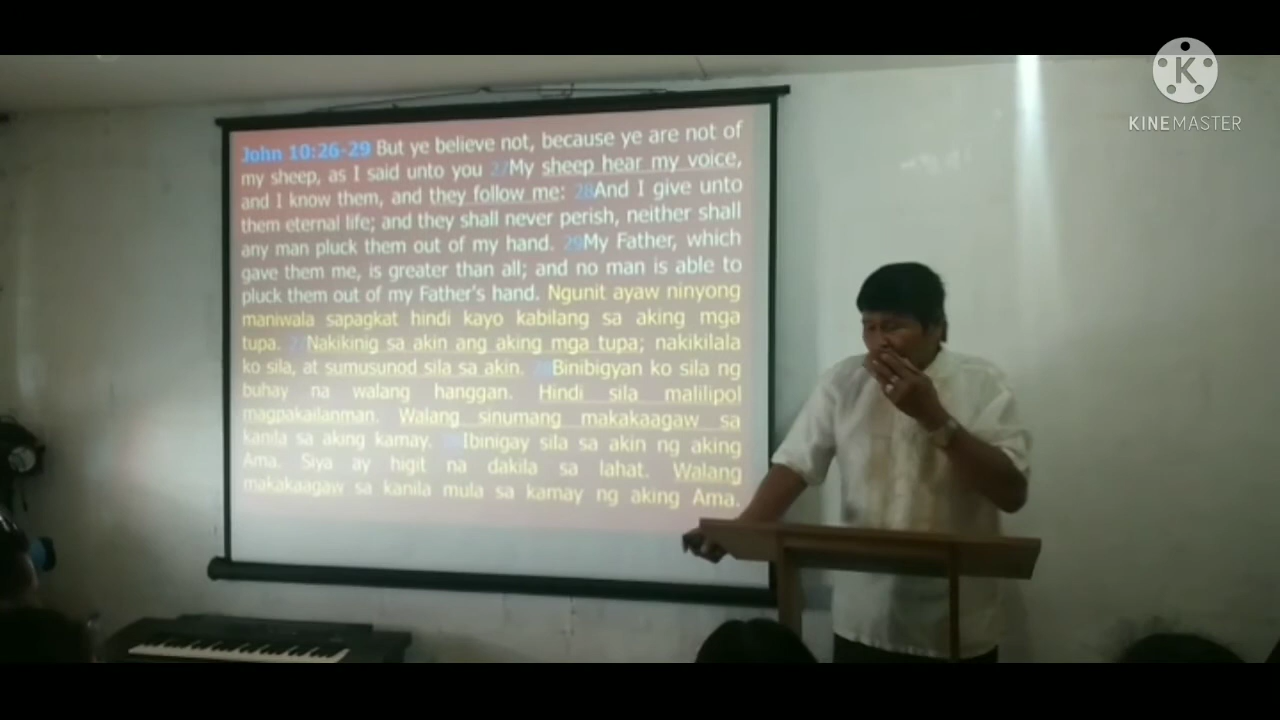 John 10:26-29 But ye believe not, because ye are not of
my sheep, as I said unto you 27My sheep hear my voice,
and I know them, and they follow me: 28And I give unto
them eternal life; and they shall never perish, neither shall
any man pluck them out of my hand. 29My Father, which
gave them me, is greater than all; and no man is able to
pluck them out of my Father's hand. Ngunit ayaw ninyong
maniwala sapagkat hindi kayo kabilang sa aking mga
tupa. 27Nakikinig sa akin ang aking mga tupa; nakikilala
ko sila, at sumusunod sila sa akin. 28Binibigyan ko sila ng
buhay na walang hanggan. Hindi sila malilipol
magpakailanman. Walang sinumang makakaagaw sa
kanila sa aking kamay. 29Ibinigay sila sa akin ng aking
Ama. Siya ay higit na dakila sa lahat. Walang
makakaagaw sa kanila mula sa kamay ng aking Ama.
K
KINEMASTER